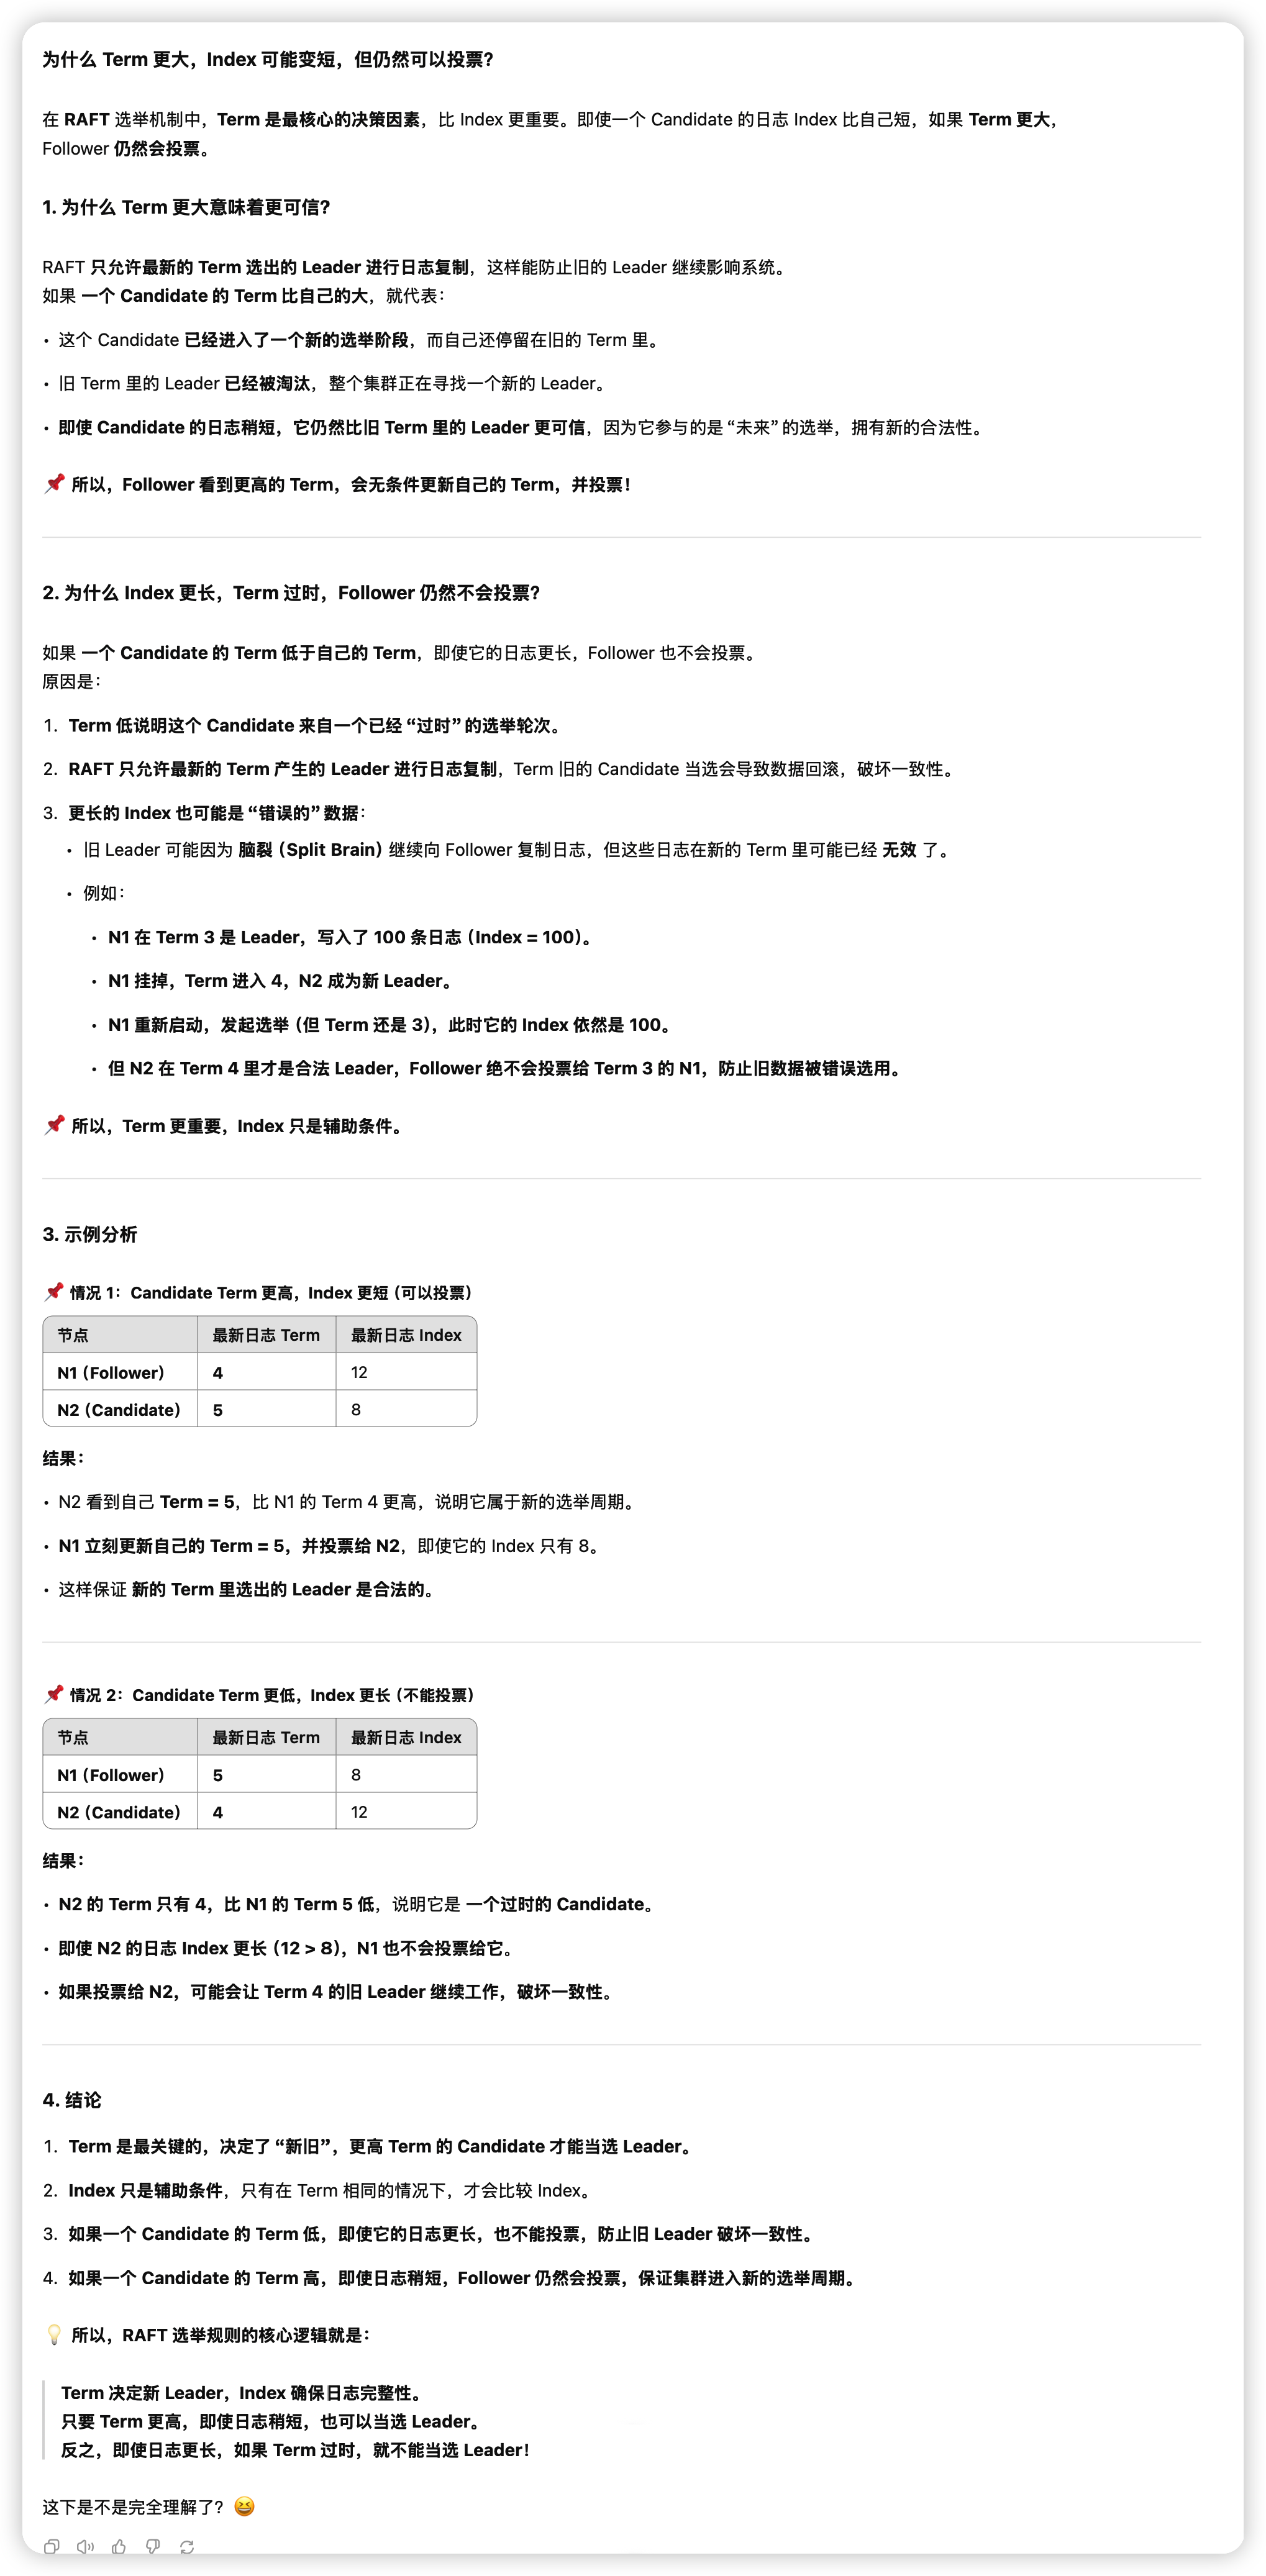 为什么 Term 更大，Index 可能变短，但仍然可以投票？
在 RAFT 选举机制中，Term 是最核心的决策因素，比 Index 更重要。即使一个 Candidate 的日志 Index 比自己短，如果 Term 更大，
Follower 仍然会投票。
1. 为什么 Term 更大意味着更可信？
RAFT 只允许最新的 Term 选出的 Leader 进行日志复制，这样能防止旧的 Leader 继续影响系统。
如果 一个 Candidate 的 Term 比自己的大，就代表：
• 这个 Candidate 已经进入了一个新的选举阶段，而自己还停留在旧的 Term 里。
• 旧 Term 里的 Leader 已经被淘汰，整个集群正在寻找一个新的 Leader。
• 即使 Candidate 的日志稍短，它仍然比旧 Term 里的 Leader 更可信，因为它参与的是“未来”的选举，拥有新的合法性。
📌 所以，Follower 看到更高的 Term，会无条件更新自己的 Term，并投票！
2. 为什么 Index 更长，Term 过时，Follower 仍然不会投票？
如果 一个 Candidate 的 Term 低于自己的 Term，即使它的日志更长，Follower 也不会投票。
原因是：
1. Term 低说明这个 Candidate 来自一个已经“过时”的选举轮次。
2. RAFT 只允许最新的 Term 产生的 Leader 进行日志复制，Term 旧的 Candidate 当选会导致数据回滚，破坏一致性。
3. 更长的 Index 也可能是“错误的”数据：
• 旧 Leader 可能因为 脑裂（Split Brain）继续向 Follower 复制日志，但这些日志在新的 Term 里可能已经 无效 了。
• 例如：
• N1 在 Term 3 是 Leader，写入了 100 条日志（Index = 100）。
• N1 挂掉，Term 进入 4，N2 成为新 Leader。
• N1 重新启动，发起选举（但 Term 还是 3），此时它的 Index 依然是 100。
• 但 N2 在 Term 4 里才是合法 Leader，Follower 绝不会投票给 Term 3 的 N1，防止旧数据被错误选用。
📌 所以，Term 更重要，Index 只是辅助条件。
3. 示例分析
📌 情况 1：Candidate Term 更高，Index 更短（可以投票）
节点 最新日志 Term 最新日志 Index
N1（Follower） 4 12
N2（Candidate） 5 8
结果：
• N2 看到自己 Term = 5，比 N1 的 Term 4 更高，说明它属于新的选举周期。
• N1 立刻更新自己的 Term = 5，并投票给 N2，即使它的 Index 只有 8。
• 这样保证 新的 Term 里选出的 Leader 是合法的。
📌 情况 2：Candidate Term 更低，Index 更长（不能投票）
节点 最新日志 Term 最新日志 Index
N1（Follower） 5 8
N2（Candidate） 4 12
结果：
• N2 的 Term 只有 4，比 N1 的 Term 5 低，说明它是 一个过时的 Candidate。
• 即使 N2 的日志 Index 更长（12 > 8），N1 也不会投票给它。
• 如果投票给 N2，可能会让 Term 4 的旧 Leader 继续工作，破坏一致性。
4. 结论
1. Term 是最关键的，决定了“新旧”，更高 Term 的 Candidate 才能当选 Leader。
2. Index 只是辅助条件，只有在 Term 相同的情况下，才会比较 Index。
3. 如果一个 Candidate 的 Term 低，即使它的日志更长，也不能投票，防止旧 Leader 破坏一致性。
4. 如果一个 Candidate 的 Term 高，即使日志稍短，Follower 仍然会投票，保证集群进入新的选举周期。
💡 所以，RAFT 选举规则的核心逻辑就是：
Term 决定新 Leader，Index 确保日志完整性。
只要 Term 更高，即使日志稍短，也可以当选 Leader。
反之，即使日志更长，如果 Term 过时，就不能当选 Leader！
这下是不是完全理解了？😆